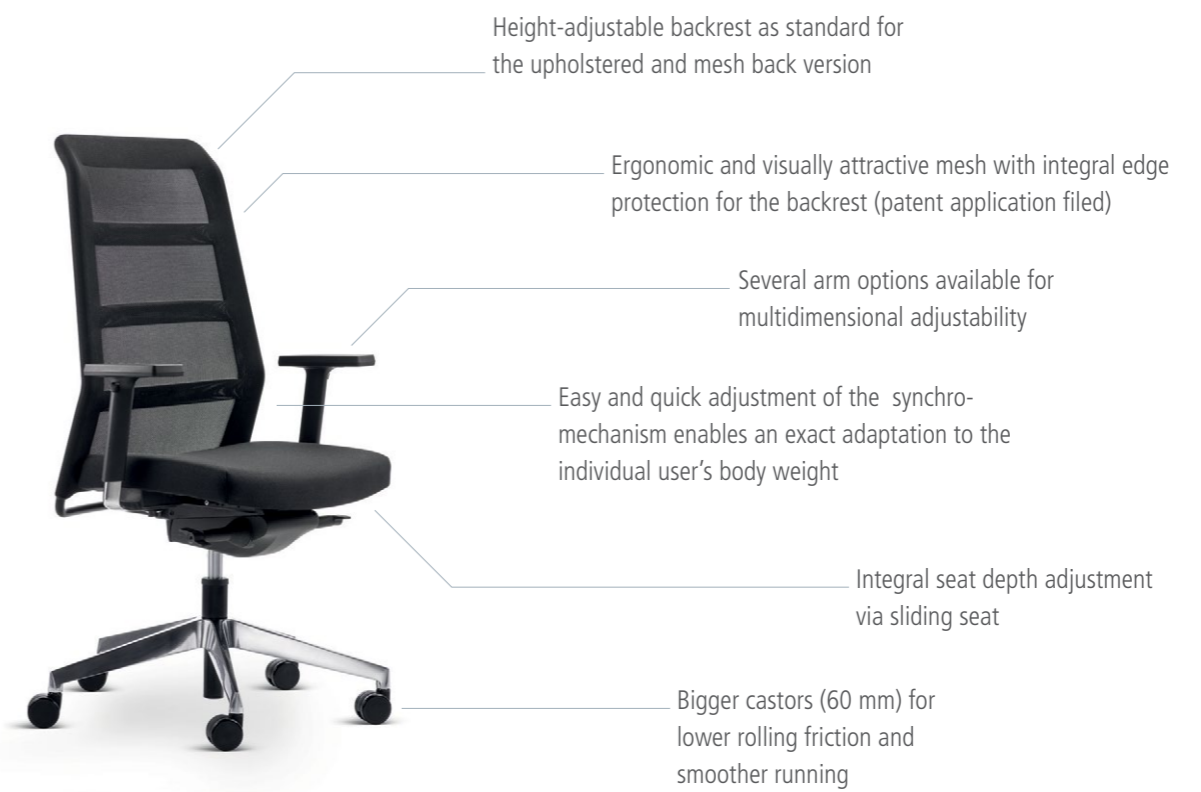 Height-adjustable backrest as standard for
the upholstered and mesh back version
Ergonomic and visually attractive mesh with integral edge
protection for the backrest (patent application filed)
Several arm options available for
multidimensional adjustability
Easy and quick adjustment of the  synchro-
mechanism enables an exact adaptation to the
individual user’s body weight
Integral seat depth adjustment
via sliding seat
Bigger castors (60 mm) for
lower rolling friction and
smoother running